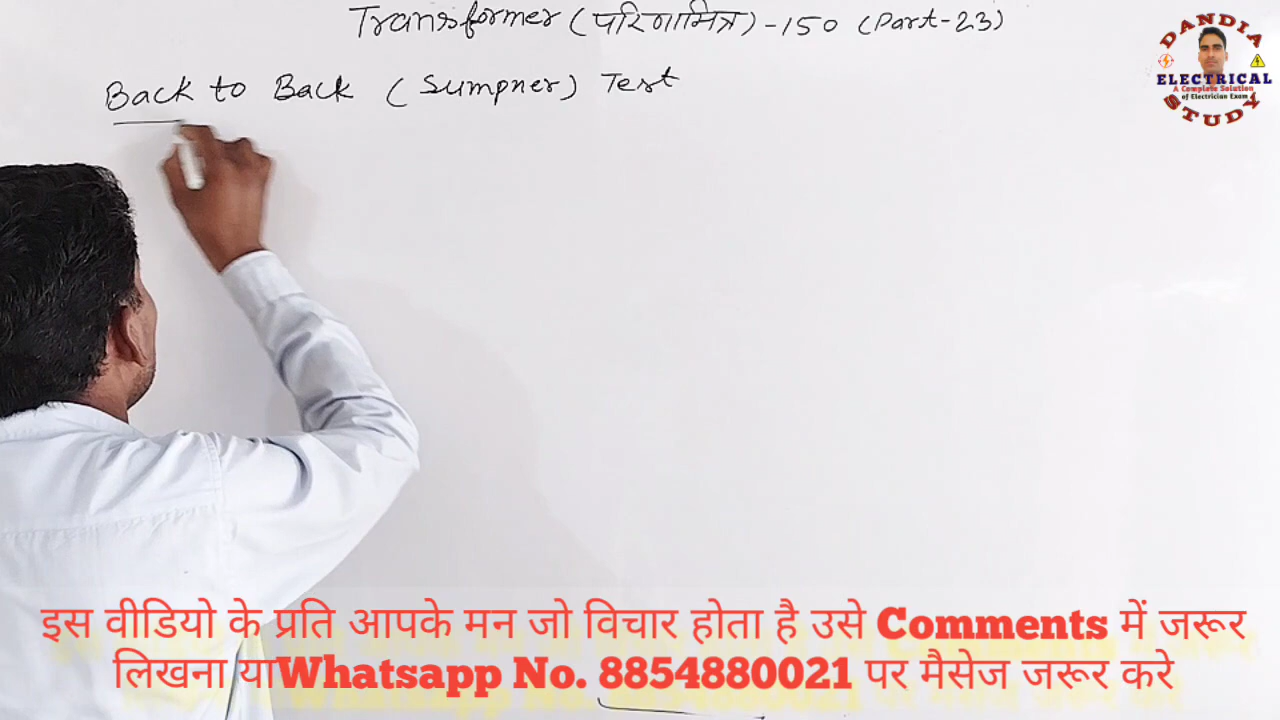 Transformer (परिणामित्र) - 150 (Part-23)
Back to Back (Sumpner) Test
DANDIA
ELECTRICAL
A Complete Solution
of Electrician Exam
STUDY
इस वीडियो के प्रति आपके मन जो विचार होता है उसे Comments में जरूर
लिखना याWhatsapp No. 8854880021 पर मैसेज जरूर करे